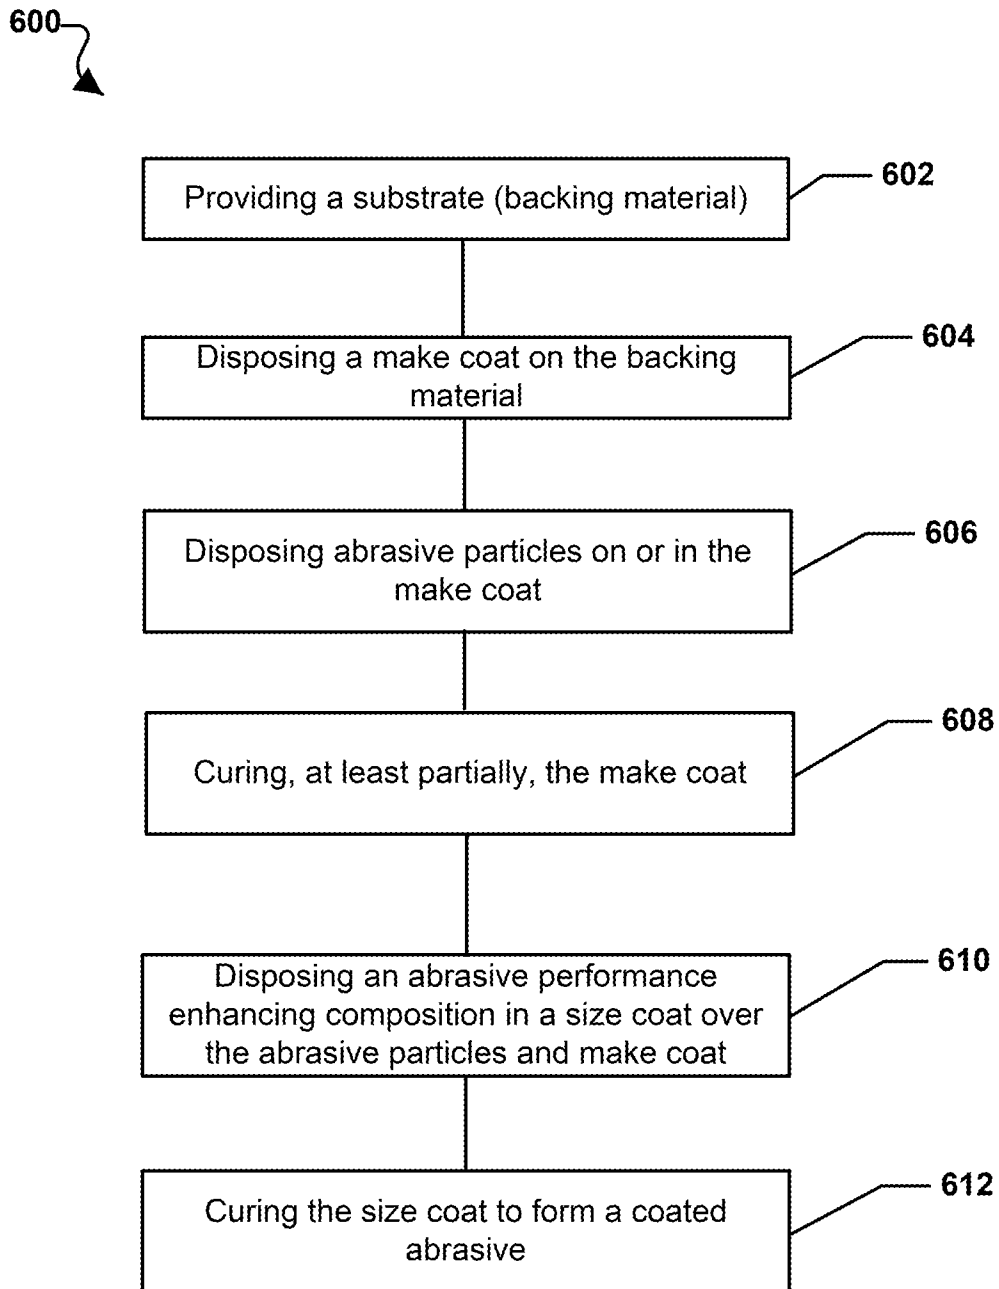 600
Providing a substrate (backing material)
602
Disposing a make coat on the backing
material
604
Disposing abrasive particles on or in the
make coat
606
Curing, at least partially, the make coat
608
Disposing an abrasive performance
enhancing composition in a size coat over
the abrasive particles and make coat
610
Curing the size coat to form a coated
abrasive
612